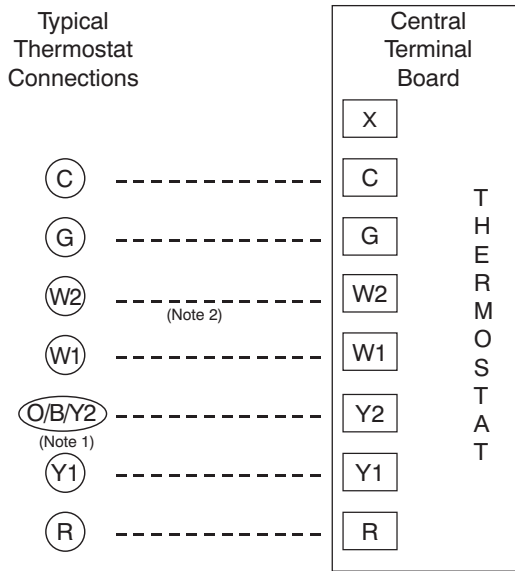 Typical
Thermostat
Connections
Central
Terminal
Board
X
C
C
G
G
W2
(Note 2)
W2
W1
W1
O/B/Y2
(Note 1)
Y2
Y1
Y1
R
R
THERMOSTAT